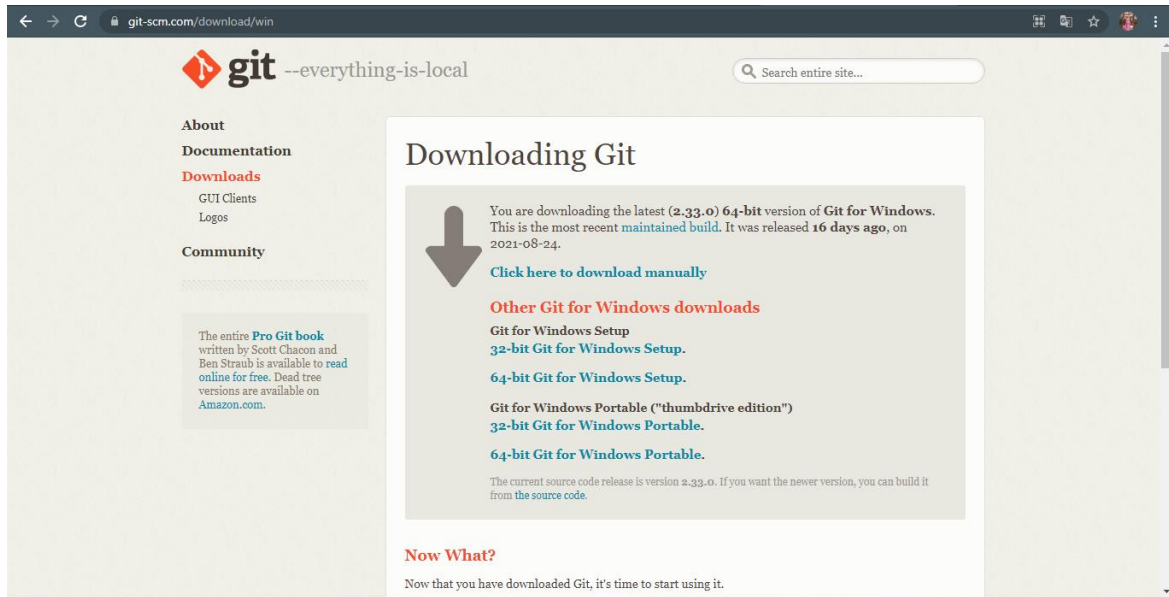 git-scm.com/download/win
git --everything-is-local
Search entire site...
About
Documentation
Downloads
GUI Clients
Logos
Community
The entire Pro Git book
written by Scott Chacon and
Ben Straub is available to read
online for free. Dead tree
versions are available on
Amazon.com.
Downloading Git
You are downloading the latest (2.33.0) 64-bit version of Git for Windows.
This is the most recent maintained build. It was released 16 days ago, on
2021-08-24.
Click here to download manually
Other Git for Windows downloads
Git for Windows Setup
32-bit Git for Windows Setup.
64-bit Git for Windows Setup.
Git for Windows Portable ("thumbdrive edition")
32-bit Git for Windows Portable.
64-bit Git for Windows Portable.
The current source code release is version 2.33.0. If you want the newer version, you can build it
from the source code.
Now What?
Now that you have downloaded Git, it's time to start using it.